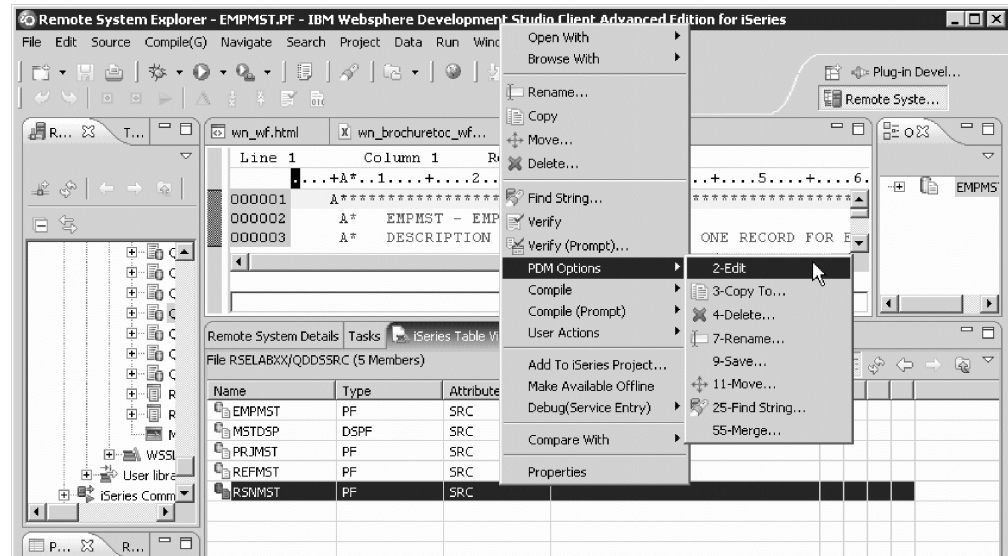 Remote System Explorer - EMPMST.PF - IBM Websphere Development Studio Client Advanced Edition for iSeries
File Edit Source Compile(G) Navigate Search Project Data Run
Plug-in Devel...
Remote Syste...
R... T...
wn_wf.html wn_brochuretoc_wf...
Line 1 Column 1
....+A*..1....+....2.. ..+....5....+....6.
000001 A*
000002 A* EMPMST - EMP
000003 A* DESCRIPTION ONE RECORD FOR E
EMPMS
WSSL
User libra
iSeries Comm
P... R...
Remote System Details Tasks iSeries Table Vi
File RSELABXX/QDDSSRC (5 Members)
Name Type Attribute
EMPMST PF SRC
MSTDSP DSPF SRC
PRJMST PF SRC
REFMST PF SRC
RSNMST PF SRC
Open With
Browse With
Rename...
Copy
Move...
Delete...
Find String...
Verify
Verify (Prompt)...
PDM Options
Compile
Compile (Prompt)
User Actions
Add To iSeries Project...
Make Available Offline
Debug(Service Entry)
Compare With
Properties
2-Edit
3-Copy To...
4-Delete...
7-Rename...
9-Save...
11-Move...
25-Find String...
55-Merge...